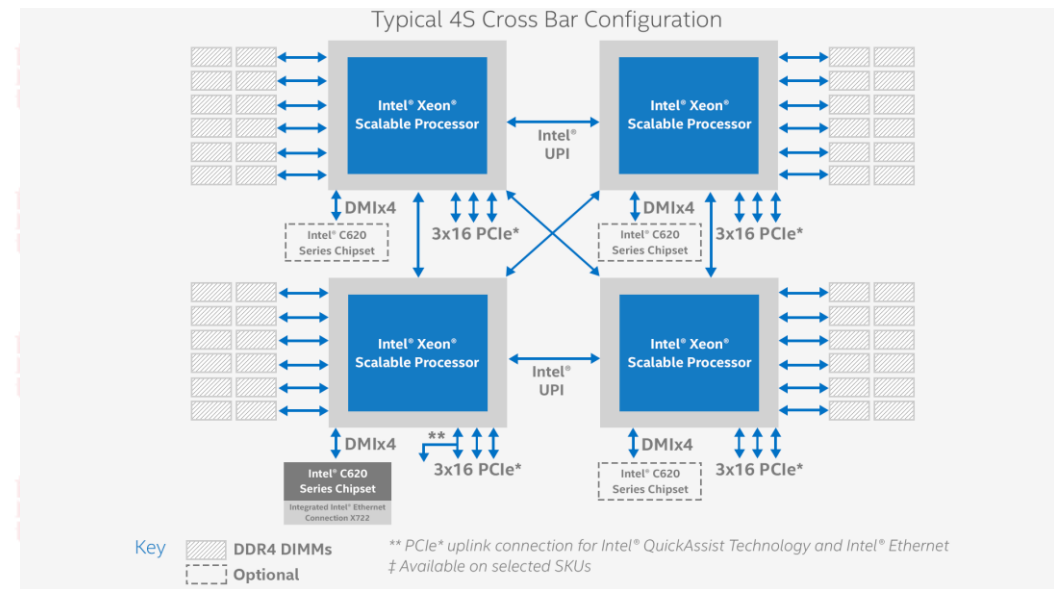 Typical 4S Cross Bar Configuration
Intel® Xeon®
Scalable Processor
Intel® Xeon®
Scalable Processor
Intel®
UPI
DMIx4
3x16 PCIe*
DMIx4
3x16 PCIe*
Intel® C620
Series Chipset
Intel® C620
Series Chipset
Intel® Xeon®
Scalable Processor
Intel® Xeon®
Scalable Processor
Intel®
UPI
DMIx4
**
3x16 PCIe*
DMIx4
3x16 PCIe*
Intel® C620
Series Chipset
Integrated Intel® Ethernet
Connection X722
Intel® C620
Series Chipset
Key
DDR4 DIMMs
Optional
** PCIe* uplink connection for Intel® QuickAssist Technology and Intel® Ethernet
‡ Available on selected SKUs